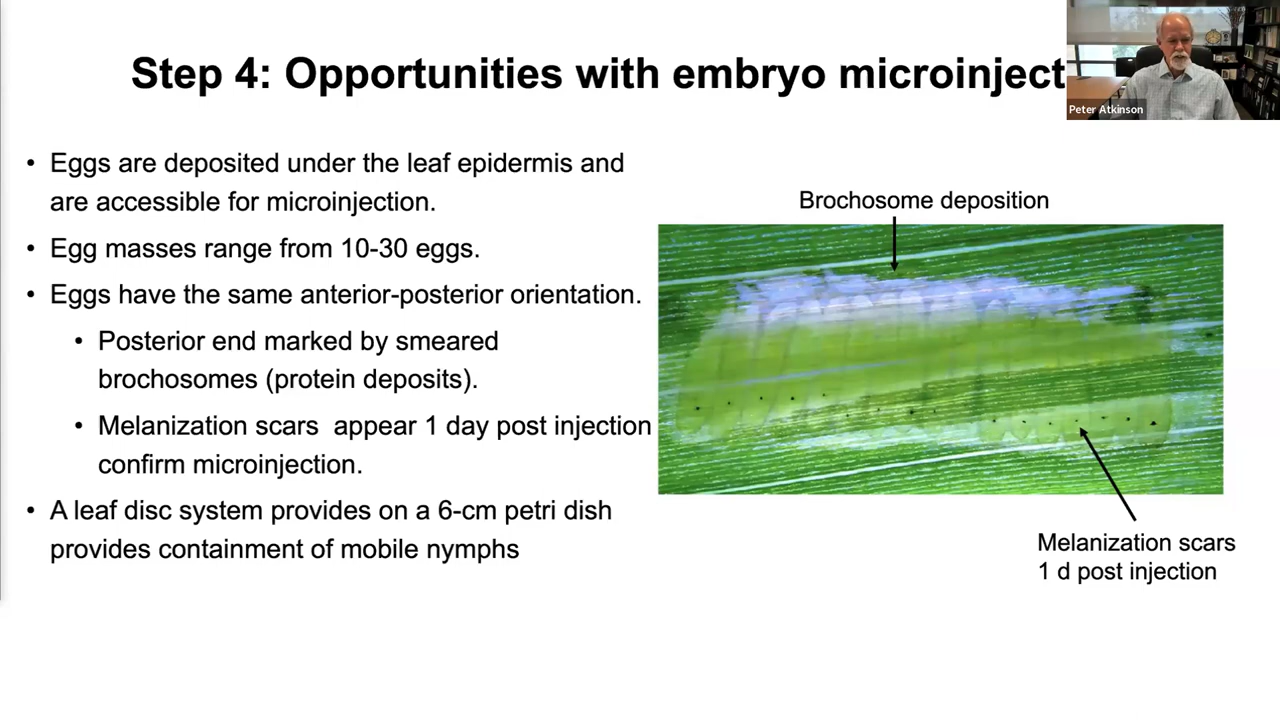 Step 4: Opportunities with embryo microinject
Peter Atkinson
• Eggs are deposited under the leaf epidermis and
are accessible for microinjection.
• Egg masses range from 10-30 eggs.
• Eggs have the same anterior-posterior orientation.
• Posterior end marked by smeared
brochosomes (protein deposits).
• Melanization scars  appear 1 day post injection
confirm microinjection.
• A leaf disc system provides on a 6-cm petri dish
provides containment of mobile nymphs
Brochosome deposition
Melanization scars
1 d post injection